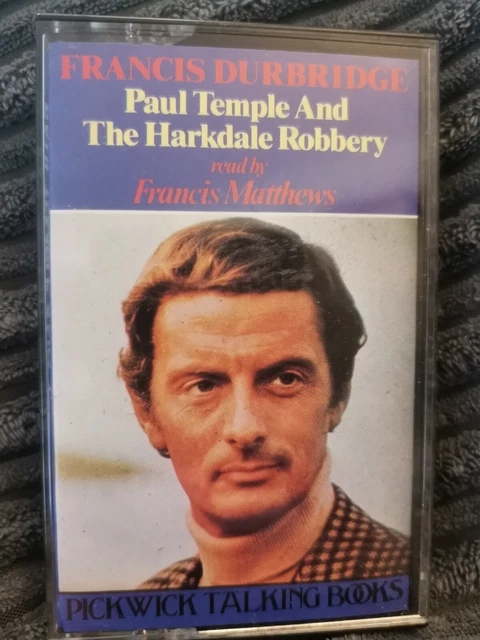 FRANCIS DURBRIDGE
Paul Temple And
The Harkdale Robbery
read by
Francis Matthews
PICKWICK TALKING BOOKS